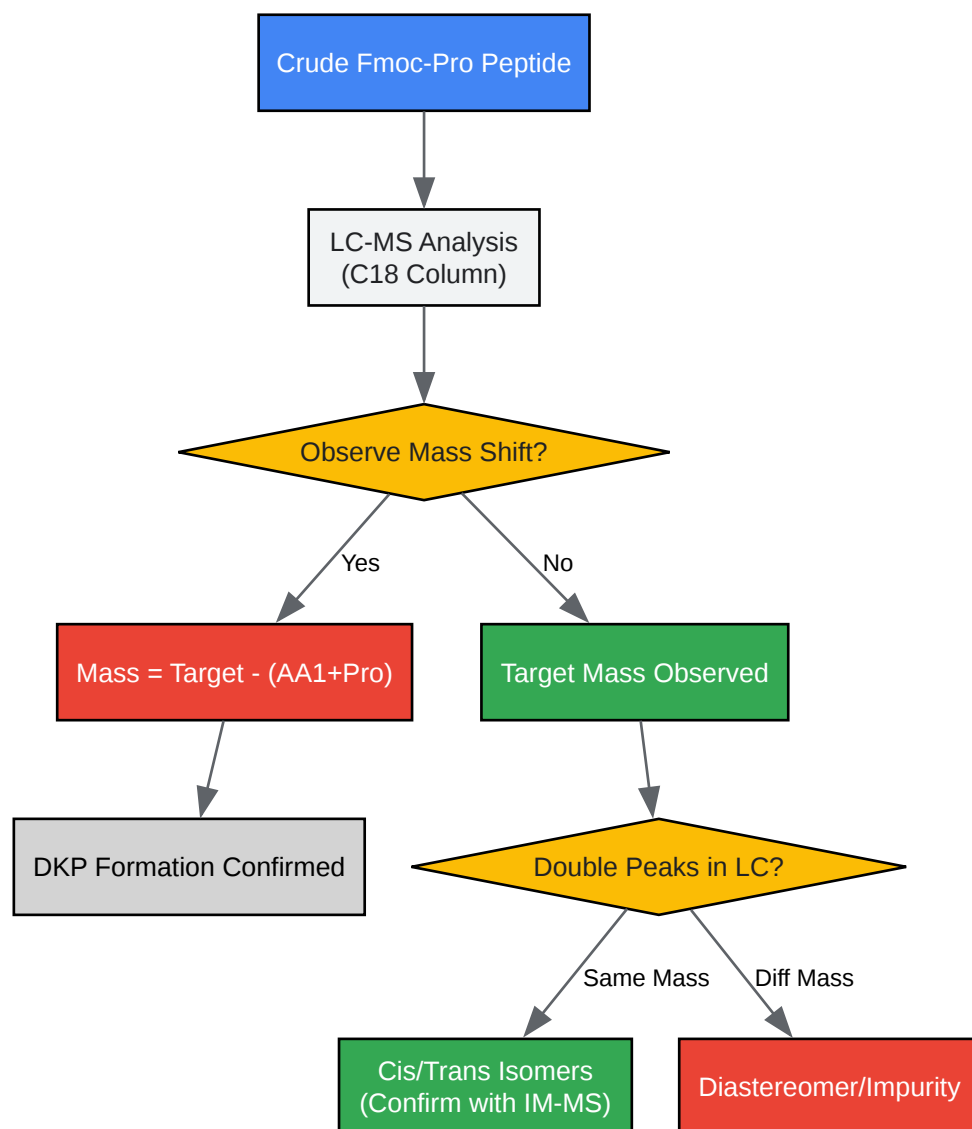 Crude Fmoc-Pro Peptide
LC-MS Analysis
(C18 Column)
Observe Mass Shift?
Yes
No
Mass = Target - (AA1+Pro)
Target Mass Observed
DKP Formation Confirmed
Double Peaks in LC?
Same Mass
Diff Mass
Cis/Trans Isomers
(Confirm with IM-MS)
Diastereomer/Impurity